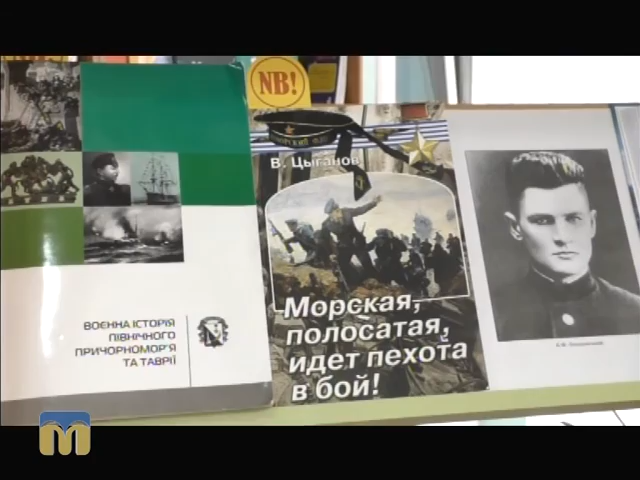 NB!
В. Цыганов
Морская,
полосатая,
идет пехота
в бой!
ВОЄННА ІСТОРІЯ
ПІВНІЧНОГО
ПРИЧОРНОМОР'Я
ТА ТАВРІЇ
М